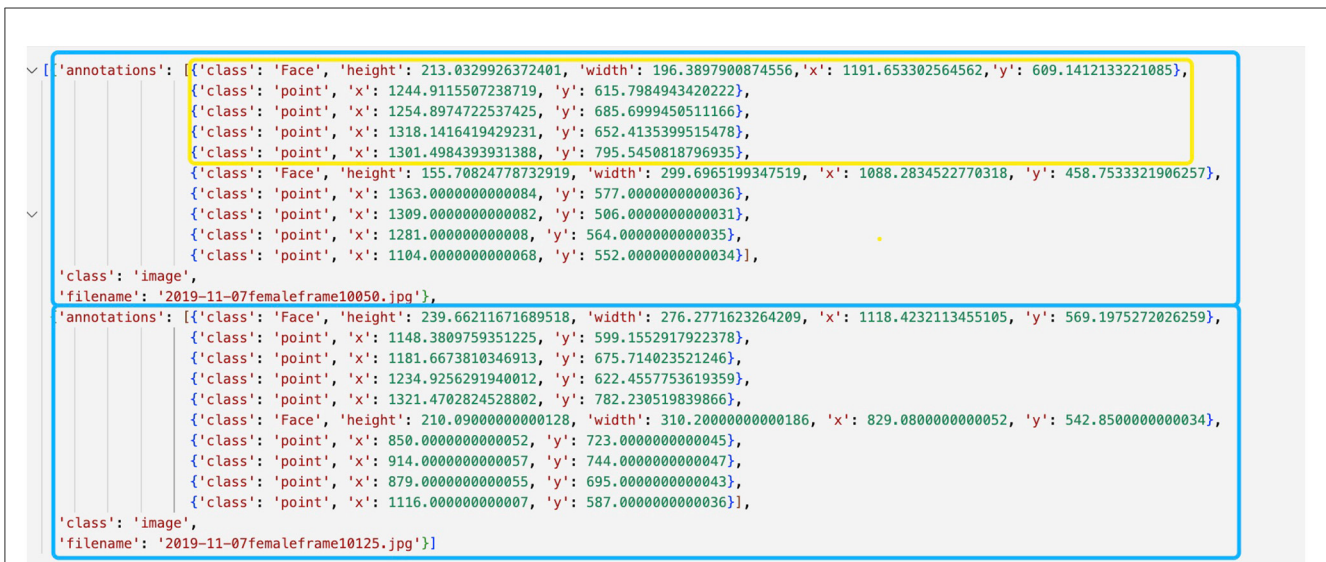 [{'annotations': [{'class': 'Face', 'height': 213.0329926372401, 'width': 196.3897900874556,'x': 1191.653302564562,'y': 609.1412133221085},
{'class': 'point', 'x': 1244.9115507238719, 'y': 615.7984943420222},
{'class': 'point', 'x': 1254.8974722537425, 'y': 685.6999450511166},
{'class': 'point', 'x': 1318.1416419429231, 'y': 652.4135399515478},
{'class': 'point', 'x': 1301.4984393931388, 'y': 795.5450818796935},
{'class': 'Face', 'height': 155.70824778732919, 'width': 299.6965199347519, 'x': 1088.2834522770318, 'y': 458.7533321906257},
{'class': 'point', 'x': 1363.0000000000084, 'y': 577.0000000000036},
{'class': 'point', 'x': 1309.0000000000082, 'y': 506.0000000000031},
{'class': 'point', 'x': 1281.000000000008, 'y': 564.0000000000035},
{'class': 'point', 'x': 1104.0000000000068, 'y': 552.0000000000034}],
'class': 'image',
'filename': '2019-11-07femaleframe10050.jpg'},
{'annotations': [{'class': 'Face', 'height': 239.66211671689518, 'width': 276.2771623264209, 'x': 1118.4232113455105, 'y': 569.1975272026259},
{'class': 'point', 'x': 1148.3809759351225, 'y': 599.1552917922378},
{'class': 'point', 'x': 1181.6673810346913, 'y': 675.714023521246},
{'class': 'point', 'x': 1234.9256291940012, 'y': 622.4557753619359},
{'class': 'point', 'x': 1321.4702824528802, 'y': 782.230519839866},
{'class': 'Face', 'height': 210.09000000000128, 'width': 310.20000000000186, 'x': 829.0800000000052, 'y': 542.8500000000034},
{'class': 'point', 'x': 850.0000000000052, 'y': 723.0000000000045},
{'class': 'point', 'x': 914.0000000000057, 'y': 744.0000000000047},
{'class': 'point', 'x': 879.0000000000055, 'y': 695.0000000000043},
{'class': 'point', 'x': 1116.000000000007, 'y': 587.0000000000036}],
'class': 'image',
'filename': '2019-11-07femaleframe10125.jpg'}]